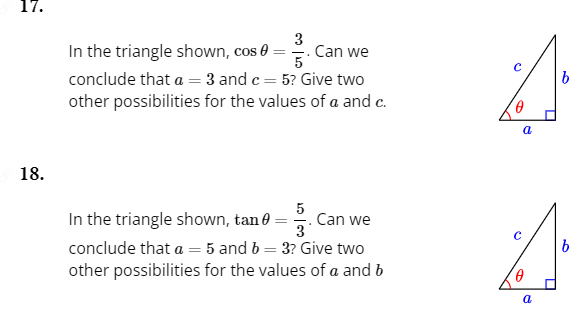 17.
In the triangle shown, cos θ = 3/5. Can we
conclude that a = 3 and c = 5? Give two
other possibilities for the values of a and c.
c
b
θ
a
18.
In the triangle shown, tan θ = 5/3. Can we
conclude that a = 5 and b = 3? Give two
other possibilities for the values of a and b
c
b
θ
a